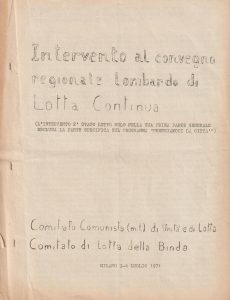 Intervento al convegno
regionale lombardo di
Lotta Continua
(L'INTERVENTO E' STATO LETTO SOLO NELLA SUA PRIMA PARTE GENERALE
ESCLUSA LA PARTE SPECIFICA SUL PROGRAMMA "PRENDIAMOCI LA CITTA'")
Comitato Comunista (m.l.) di Unità e di Lotta
Comitato di Lotta della Binda
MILANO LUGLIO 1971